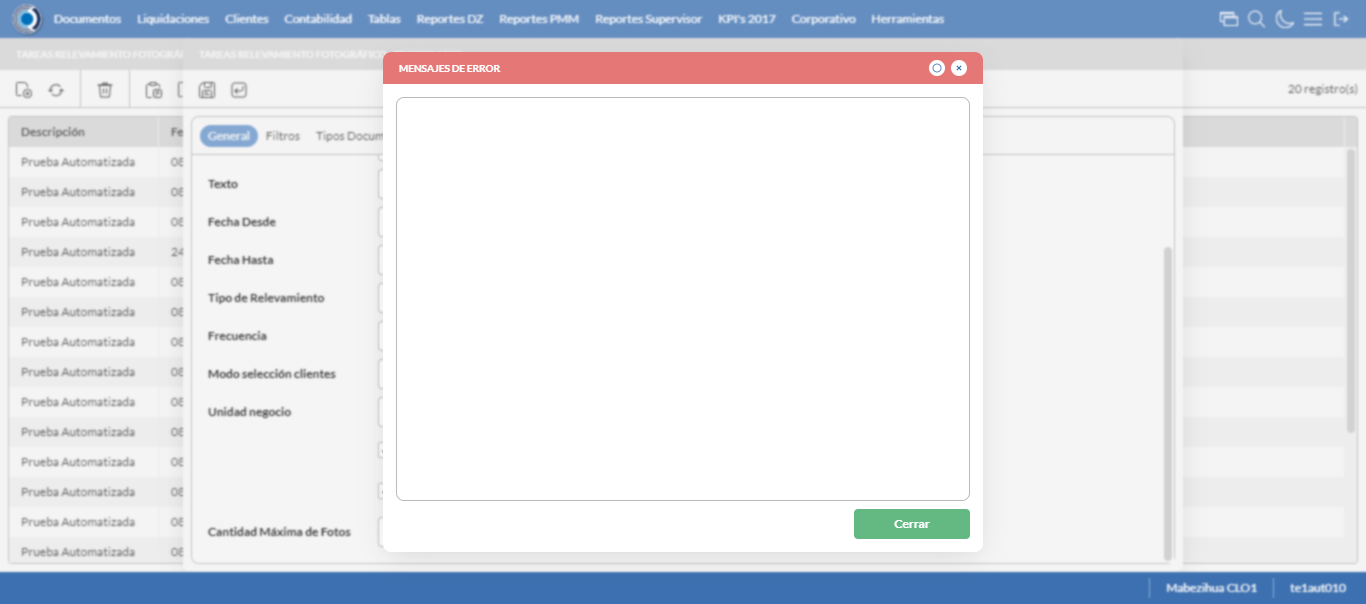 Documentos Liquidaciones Clientes Contabilidad Tablas Reportes DZ Reportes PMM Reportes Supervisor KPI's 2017 Corporativo Herramientas
TAREAS RELEVAMIENTO FOTOGRÁ TAREAS RELEVAMIENTO FOTOGRÁFIC
MENSAJES DE ERROR
20 registro(s)
Descripción Fe
General Filtros Tipos Docum
Prueba Automatizada 08
Texto
Prueba Automatizada 08
Fecha Desde
Prueba Automatizada 08
Fecha Hasta
Prueba Automatizada 24
Prueba Automatizada 08
Tipo de Relevamiento
Prueba Automatizada 08
Frecuencia
Prueba Automatizada 08
Modo selección clientes
Prueba Automatizada 08
Unidad negocio
Prueba Automatizada 08
Prueba Automatizada 08
Prueba Automatizada 08
Prueba Automatizada 08
Prueba Automatizada 08
Cantidad Máxima de Fotos
Prueba Automatizada 08
Cerrar
Mabezihua CLO1 te1aut010